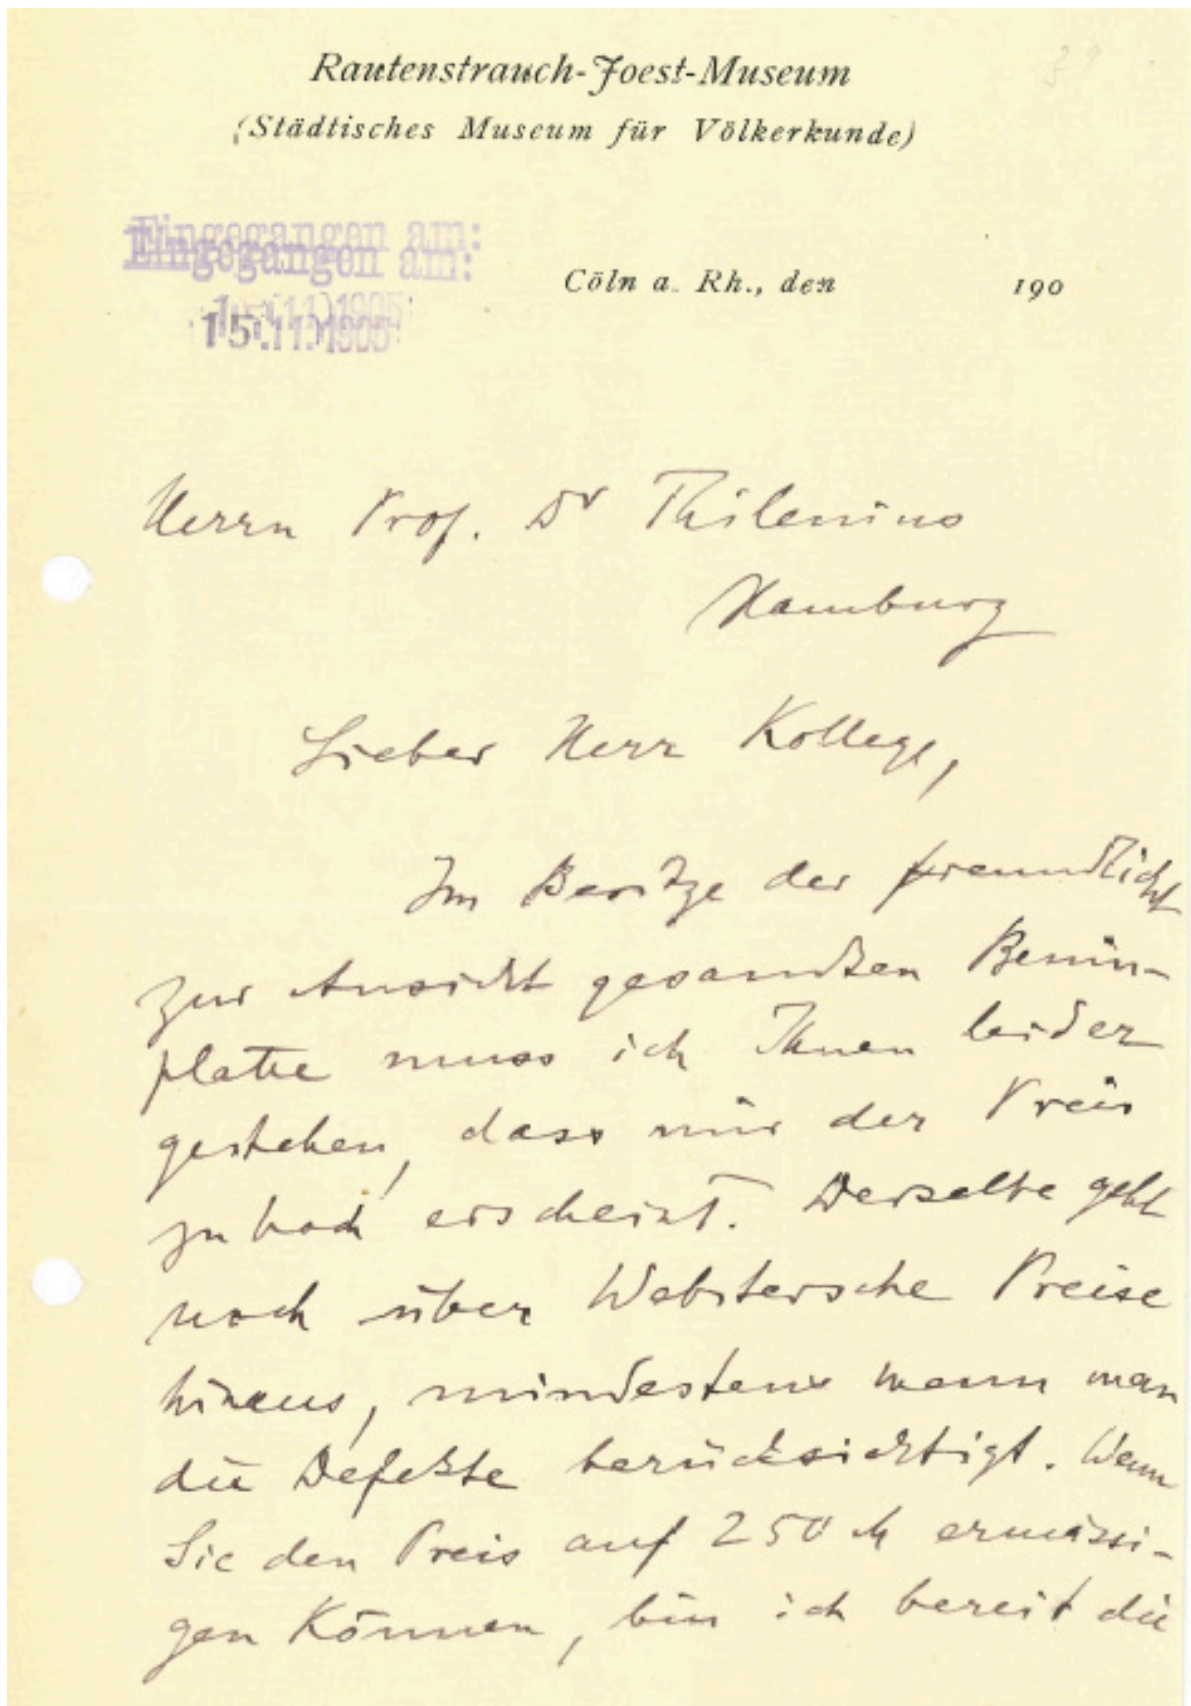 Rautenstrauch-Joest-Museum
(Städtisches Museum für Völkerkunde)
Eingegangen am:
15.11.1905
Cöln a. Rh., den 190
Herrn Prof. Dr Thilenius
Hamburg
Lieber Herr Kollege,
Im Besitze der freundlichst
zur Ansicht gesandten Benin-
platte muss ich Ihnen leider
gestehen, dass mir der Preis
zu hoch erscheint. Derselbe geht
noch über Webstersche Preise
hinaus, mindestens wenn man
die Defekte berücksichtigt. Wenn
Sie den Preis auf 250 M ermässi-
gen können, bin ich bereit die